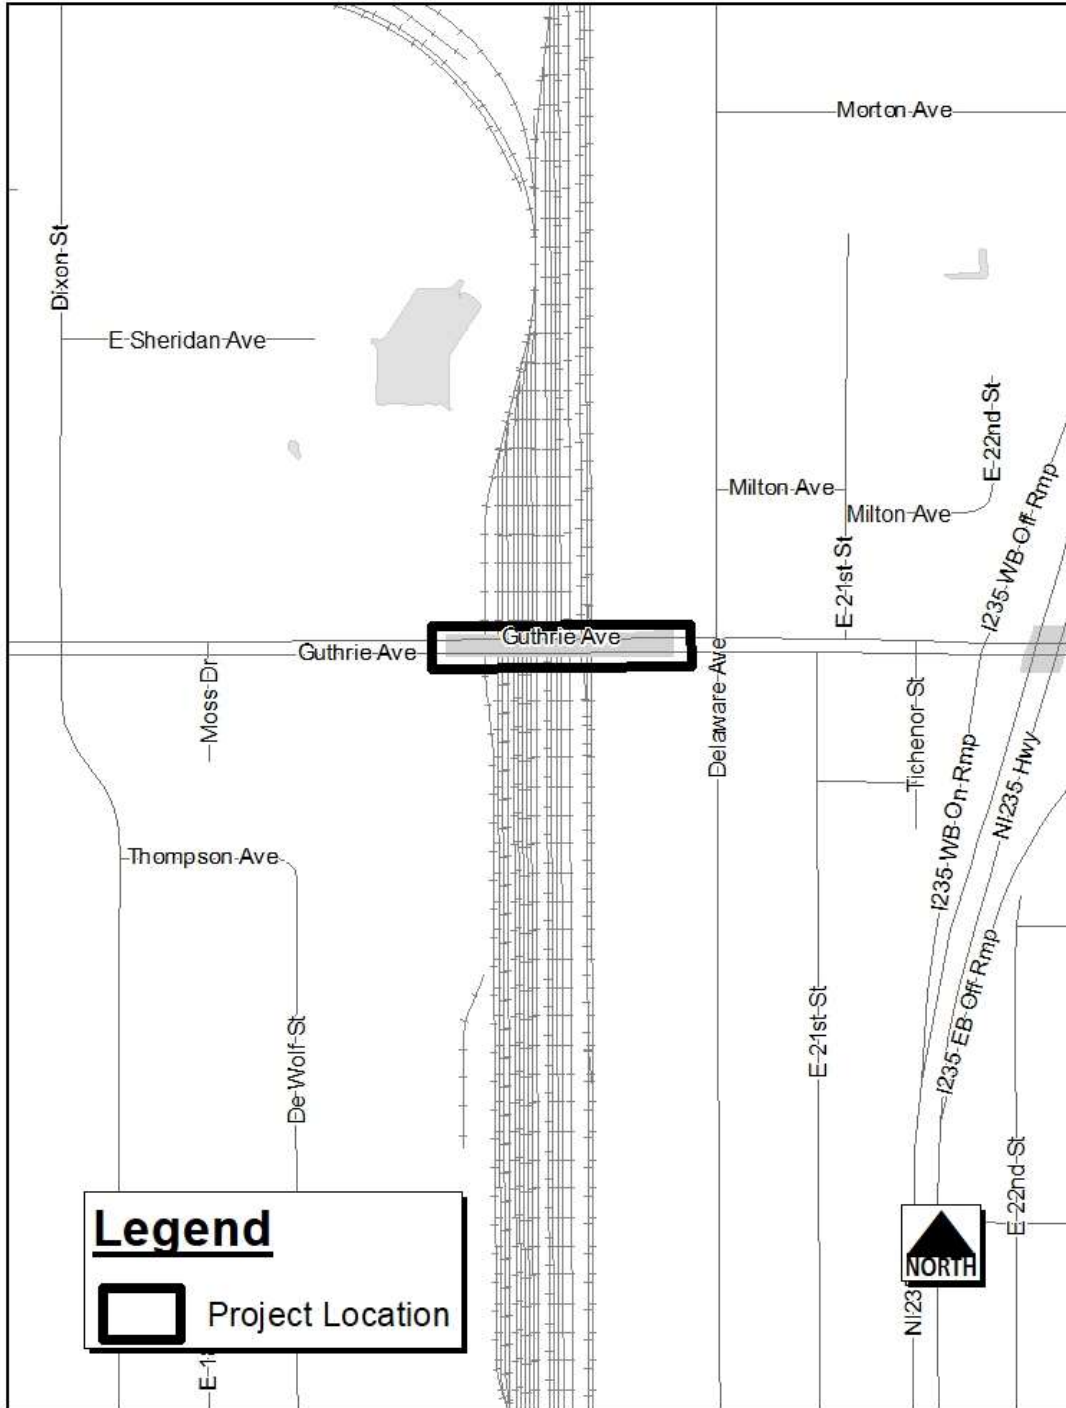 Morton Ave
Dixon St
E Sheridan Ave
E 22nd St
Milton Ave
Milton Ave
I235 WB Off Rmp
E 21st St
Guthrie Ave
Guthrie Ave
Moss Dr
Delaware Ave
Tichenor St
I235 WB On Rmp
NI235 Hwy
Thompson Ave
I235 EB Off Rmp
E 21st St
De Wolf St
E 22nd St
Legend
Project Location
NORTH
NI23